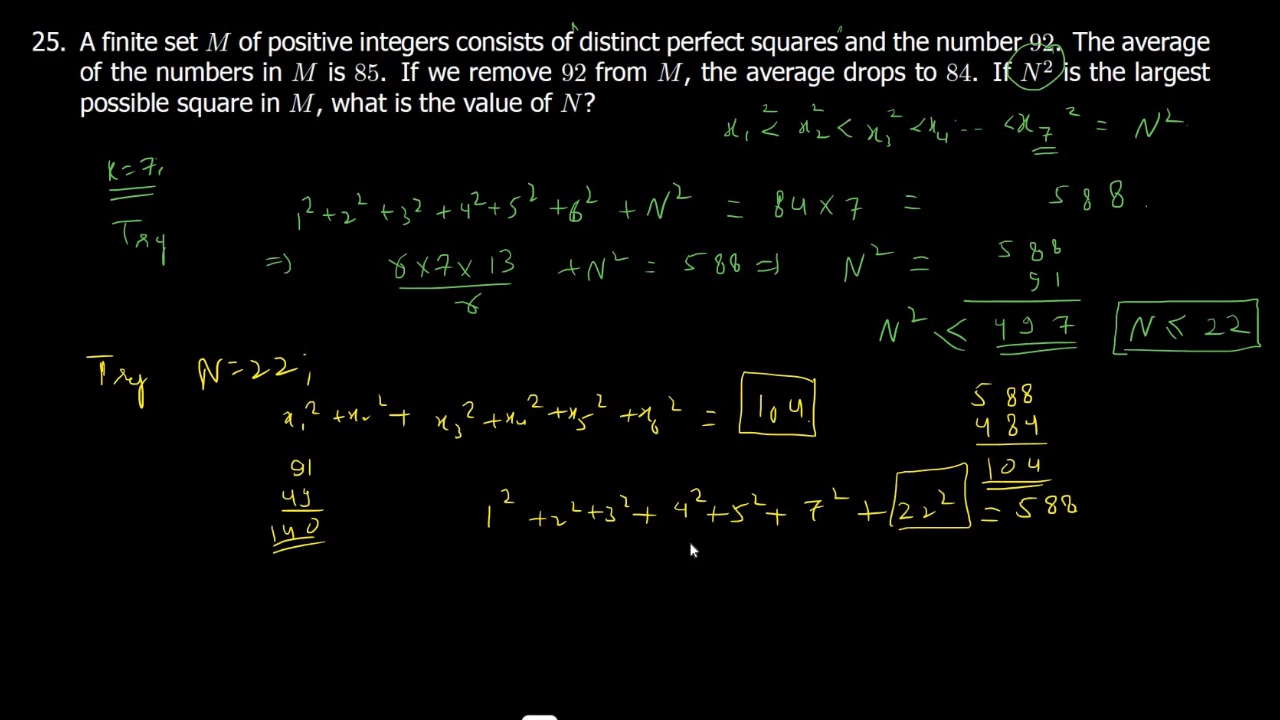 25. A finite set M of positive integers consists of distinct perfect squares and the number 92. The average
of the numbers in M is 85. If we remove 92 from M, the average drops to 84. If N² is the largest
possible square in M, what is the value of N?
x₁² < x₂² < x₃² < x₄ -- < x₇² = N²
K = 7,
Try
1² + 2² + 3² + 4² + 5² + 6² + N² = 84 × 7 = 588.
⇒ 6 × 7 × 13 / 6 + N² = 588 ⇒ N² = 588
91
N² < 497 N ≤ 22
Try N = 22;
x₁² + x₂² + x₃² + x₄² + x₅² + x₆² = 104
588
484
104
91
49
140
1² + 2² + 3² + 4² + 5² + 7² + 22² = 588